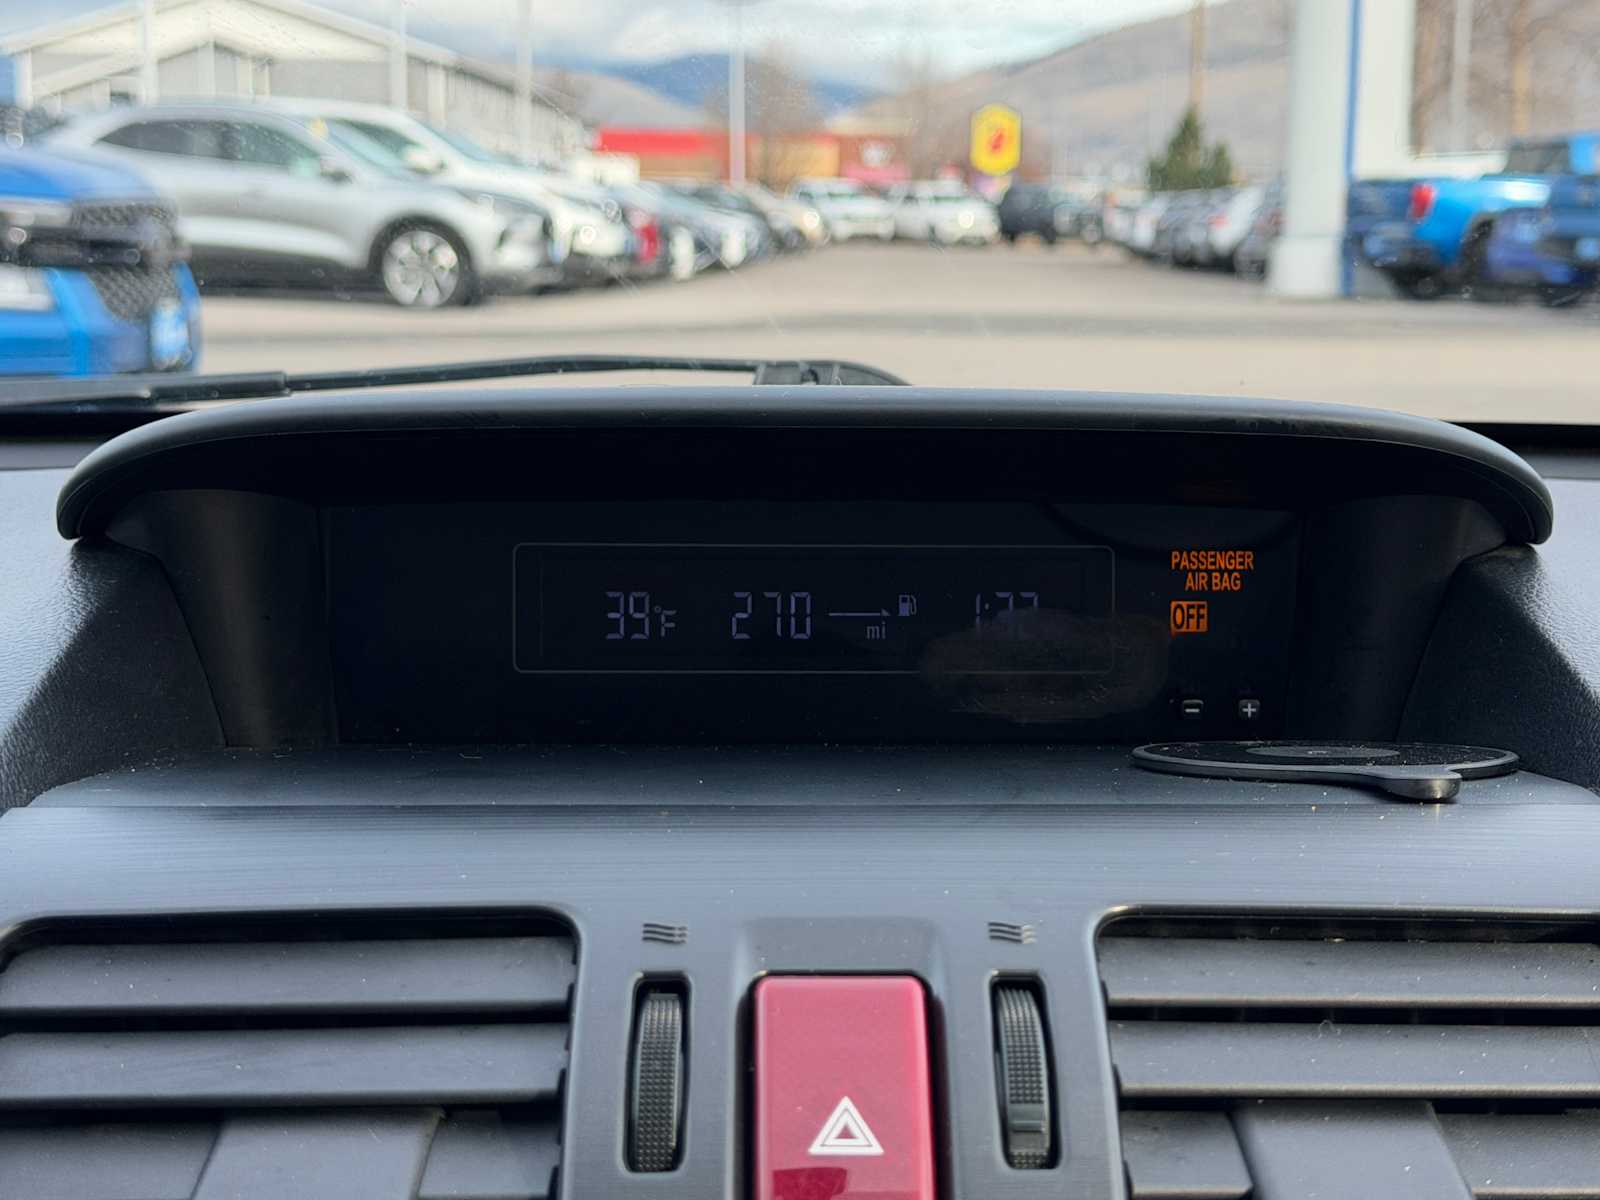 39°F 270 mi
PASSENGER
AIR BAG
OFF
- +